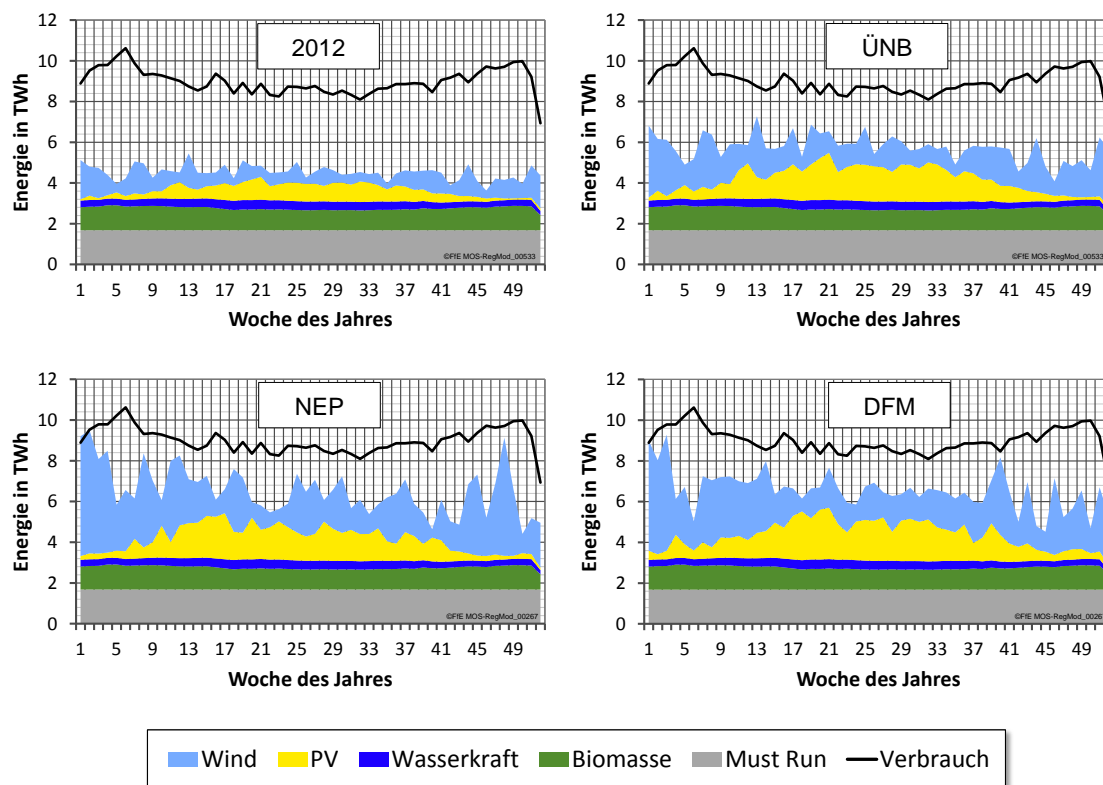 2012
Energie in TWh
12
10
8
6
4
2
0
1 5 9 13 17 21 25 29 33 37 41 45 49
Woche des Jahres
©FfE MOS-RegMod_00533
ÜNB
Energie in TWh
12
10
8
6
4
2
0
1 5 9 13 17 21 25 29 33 37 41 45 49
Woche des Jahres
©FfE MOS-RegMod_00533
NEP
Energie in TWh
12
10
8
6
4
2
0
1 5 9 13 17 21 25 29 33 37 41 45 49
Woche des Jahres
©FfE MOS-RegMod_00267
DFM
Energie in TWh
12
10
8
6
4
2
0
1 5 9 13 17 21 25 29 33 37 41 45 49
Woche des Jahres
©FfE MOS-RegMod_00267
Wind PV Wasserkraft Biomasse Must Run Verbrauch